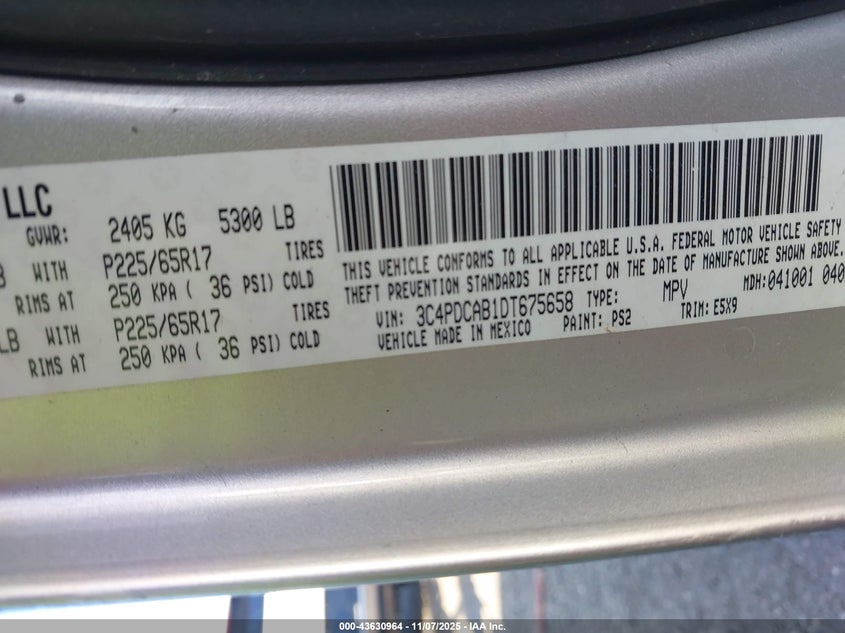 LLC
GVWR: 2405 KG 5300 LB
B WITH P225/65R17 TIRES
RIMS AT 250 KPA ( 36 PSI) COLD
LB WITH P225/65R17 TIRES
RIMS AT 250 KPA ( 36 PSI) COLD
THIS VEHICLE CONFORMS TO ALL APPLICABLE U.S.A. FEDERAL MOTOR VEHICLE SAFETY
THEFT PREVENTION STANDARDS IN EFFECT ON THE DATE OF MANUFACTURE SHOWN ABOVE.
VIN: 3C4PDCAB1DT675658 TYPE: MPV MDH:041001 040
VEHICLE MADE IN MEXICO PAINT: PS2 TRIM: E5X9
000-43630964 - 11/07/2025 - © 2025 IAA Inc.